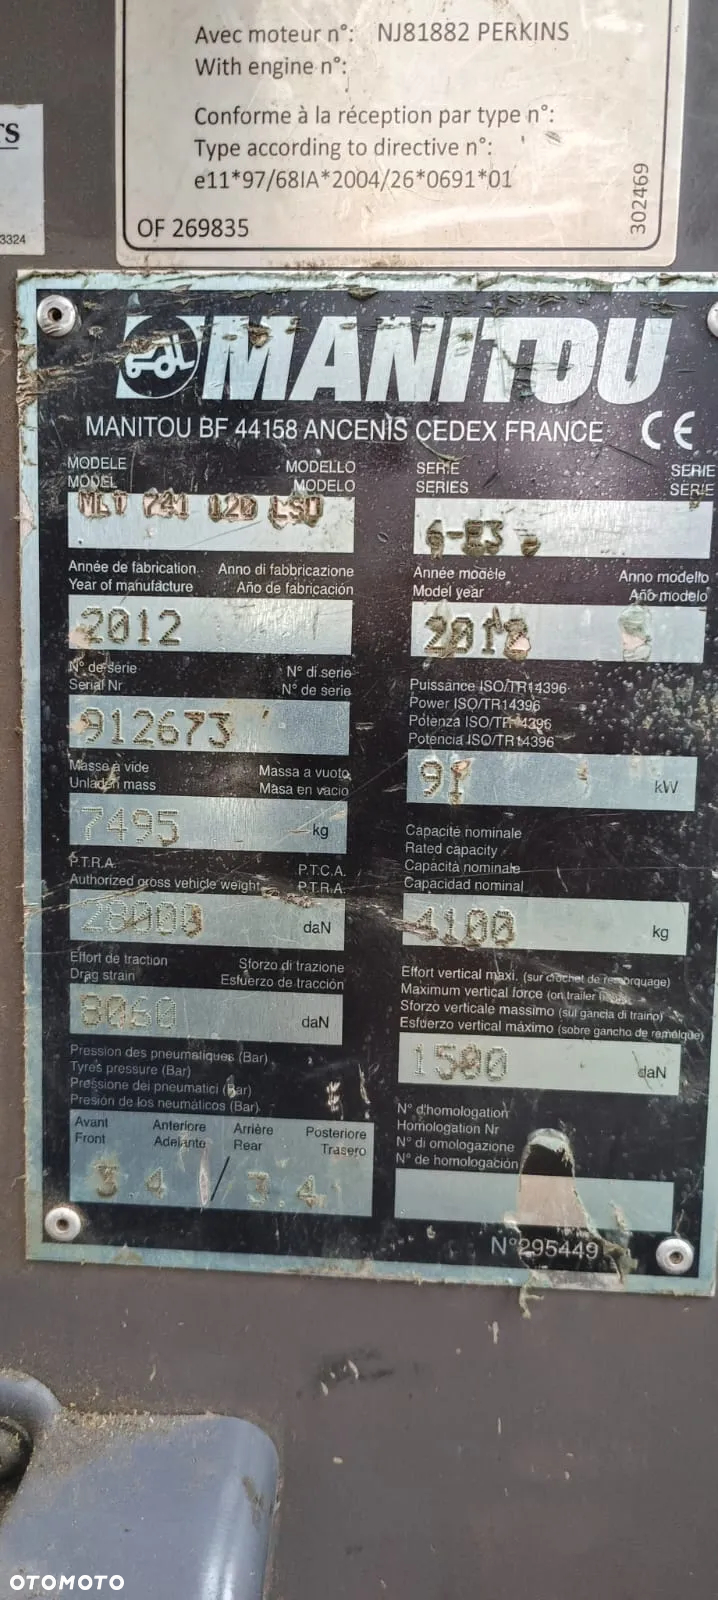 Avec moteur n°: NJ81882 PERKINS
With engine n°:
Conforme à la réception par type n°:
Type according to directive n°:
e11*97/68IA*2004/26*0691*01
OF 269835
302469
TS
3324
MANITOU
MANITOU BF 44158 ANCENIS CEDEX FRANCE CE
MODELE MODELLO
MODEL MODELO
MLT 741 120 LSU
SERIE SERIE
SERIES SERIE
6-E3
Année de fabrication Anno di fabbricazione
Year of manufacture Año de fabricación
2012
Année modèle Anno modello
Model year Año modelo
2012
N° de série N° di serie
Serial Nr N° de serie
912673
Puissance ISO/TR14396
Power ISO/TR14396
Potenza ISO/TR14396
Potencia ISO/TR14396
91 kW
Masse à vide Massa a vuoto
Unladen mass Masa en vacio
7495 kg
Capacité nominale
Rated capacity
Capacità nominale
Capacidad nominal
4100 kg
P.T.R.A. P.T.C.A.
Authorized gross vehicle weight P.T.R.A.
28000 daN
Effort de traction Sforzo di trazione
Drag strain Esfuerzo de tracción
8060 daN
Effort vertical maxi. (sur crochet de remorquage)
Maximum vertical force (on trailer
Sforzo verticale massimo (sul gancia di traino)
Esfuerzo vertical máximo (sobre gancho de remolque)
1500 daN
Pression des pneumatiques (Bar)
Tyres pressure (Bar)
Pressione dei pneumatici (Bar)
Presión de los neumáticos (Bar)
Avant Anteriore Arrière Posteriore
Front Adelante Rear Trasero
3.4 / 3.4
N° d'homologation
Homologation Nr
N° di omologazione
N° de homologación
N°295449
OTOMOTO